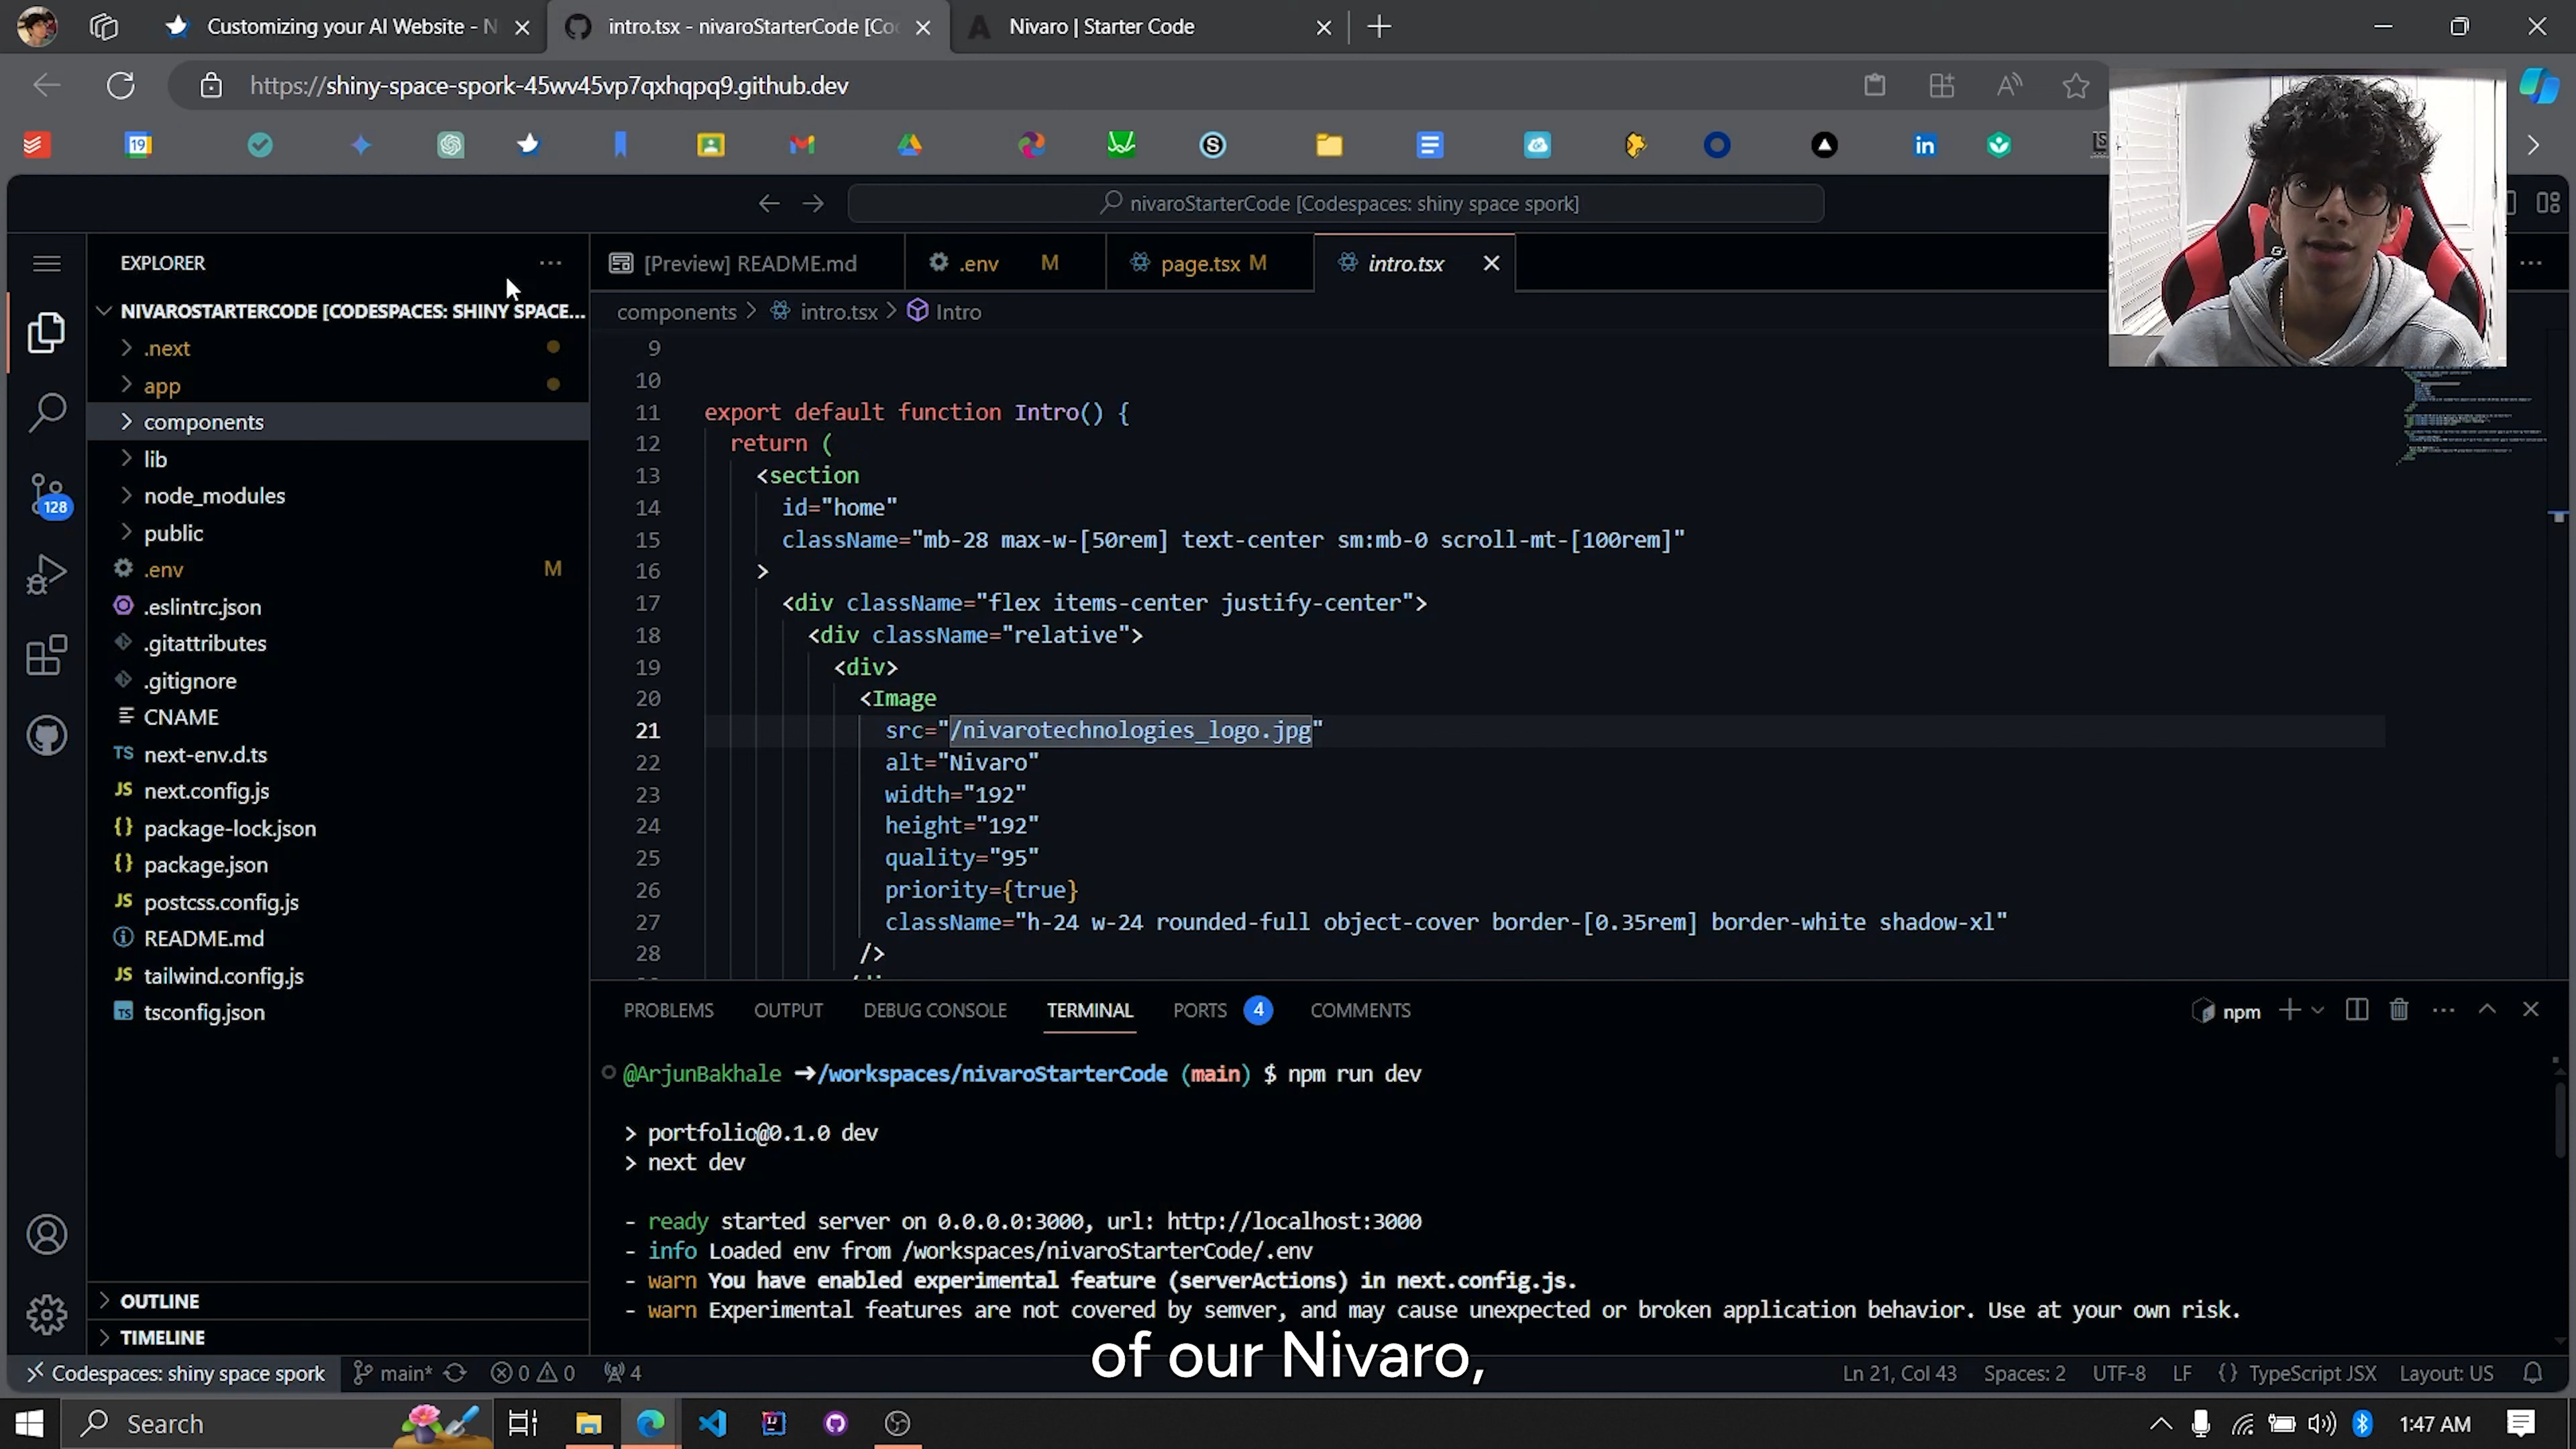 Customizing your AI Website - N
intro.tsx - nivaroStarterCode [Co
Nivaro | Starter Code
https://shiny-space-spork-45wv45vp7qxhqpq9.github.dev
19
nivaroStarterCode [Codespaces: shiny space spork]
EXPLORER
[Preview] README.md
.env M
page.tsx M
intro.tsx
NIVAROSTARTERCODE [CODESPACES: SHINY SPACE...
components > intro.tsx > Intro
.next
app
components
lib
node_modules
public
.env M
.eslintrc.json
.gitattributes
.gitignore
CNAME
TS next-env.d.ts
JS next.config.js
{} package-lock.json
{} package.json
JS postcss.config.js
README.md
JS tailwind.config.js
TS tsconfig.json
128
OUTLINE
TIMELINE
9
10
11 export default function Intro() {
12 return (
13 <section
14 id="home"
15 className="mb-28 max-w-[50rem] text-center sm:mb-0 scroll-mt-[100rem]"
16 >
17 <div className="flex items-center justify-center">
18 <div className="relative">
19 <div>
20 <Image
21 src="/nivarotechnologies_logo.jpg"
22 alt="Nivaro"
23 width="192"
24 height="192"
25 quality="95"
26 priority={true}
27 className="h-24 w-24 rounded-full object-cover border-[0.35rem] border-white shadow-xl"
28 />
PROBLEMS OUTPUT DEBUG CONSOLE TERMINAL PORTS 4 COMMENTS
npm
@ArjunBakhale ➜/workspaces/nivaroStarterCode (main) $ npm run dev
> portfolio@0.1.0 dev
> next dev
- ready started server on 0.0.0.0:3000, url: http://localhost:3000
- info Loaded env from /workspaces/nivaroStarterCode/.env
- warn You have enabled experimental feature (serverActions) in next.config.js.
- warn Experimental features are not covered by semver, and may cause unexpected or broken application behavior. Use at your own risk.
of our Nivaro,
Codespaces: shiny space spork main* 0 0 4
Ln 21, Col 43 Spaces: 2 UTF-8 LF {} TypeScript JSX Layout: US
Search
1:47 AM